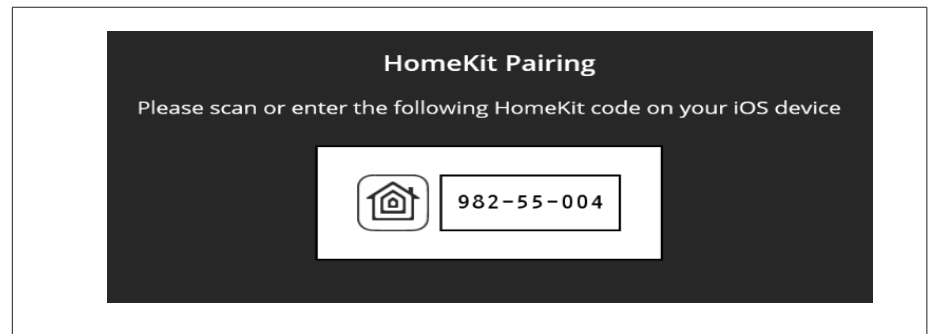 HomeKit Pairing
Please scan or enter the following HomeKit code on your iOS device
982-55-004